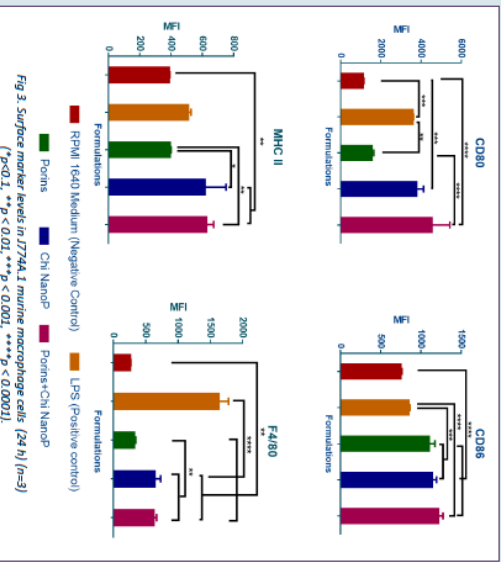 CD80
MFI
0
2000
4000
6000
***
**
***
****
****
Formulations
CD86
MFI
500
1000
1500
***
****
****
Formulations
MHC II
MFI
0
200
400
600
800
*
**
**
Formulations
F4/80
MFI
0
500
1000
1500
2000
**
****
**
Formulations
RPMI 1640 Medium (Negative Control)
LPS (Positive control)
Porins
Chi NanoP
Porins+Chi NanoP
Fig 3. Surface marker levels in J774A.1 murine macrophage cells (24 h) (n=3)
(*p<0.1, **p < 0.01, ***p < 0.001, ****p < 0.0001).